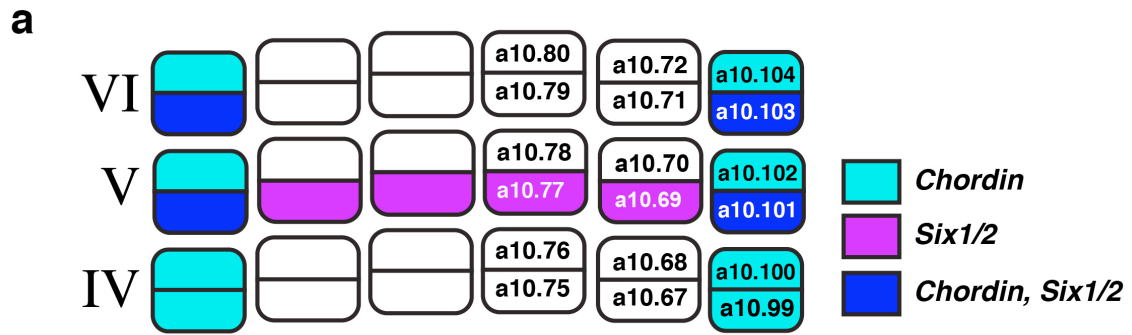 a
VI
a10.80
a10.79
a10.72
a10.71
a10.104
a10.103
V
a10.78
a10.77
a10.70
a10.69
a10.102
a10.101
IV
a10.76
a10.75
a10.68
a10.67
a10.100
a10.99
Chordin
Six1/2
Chordin, Six1/2